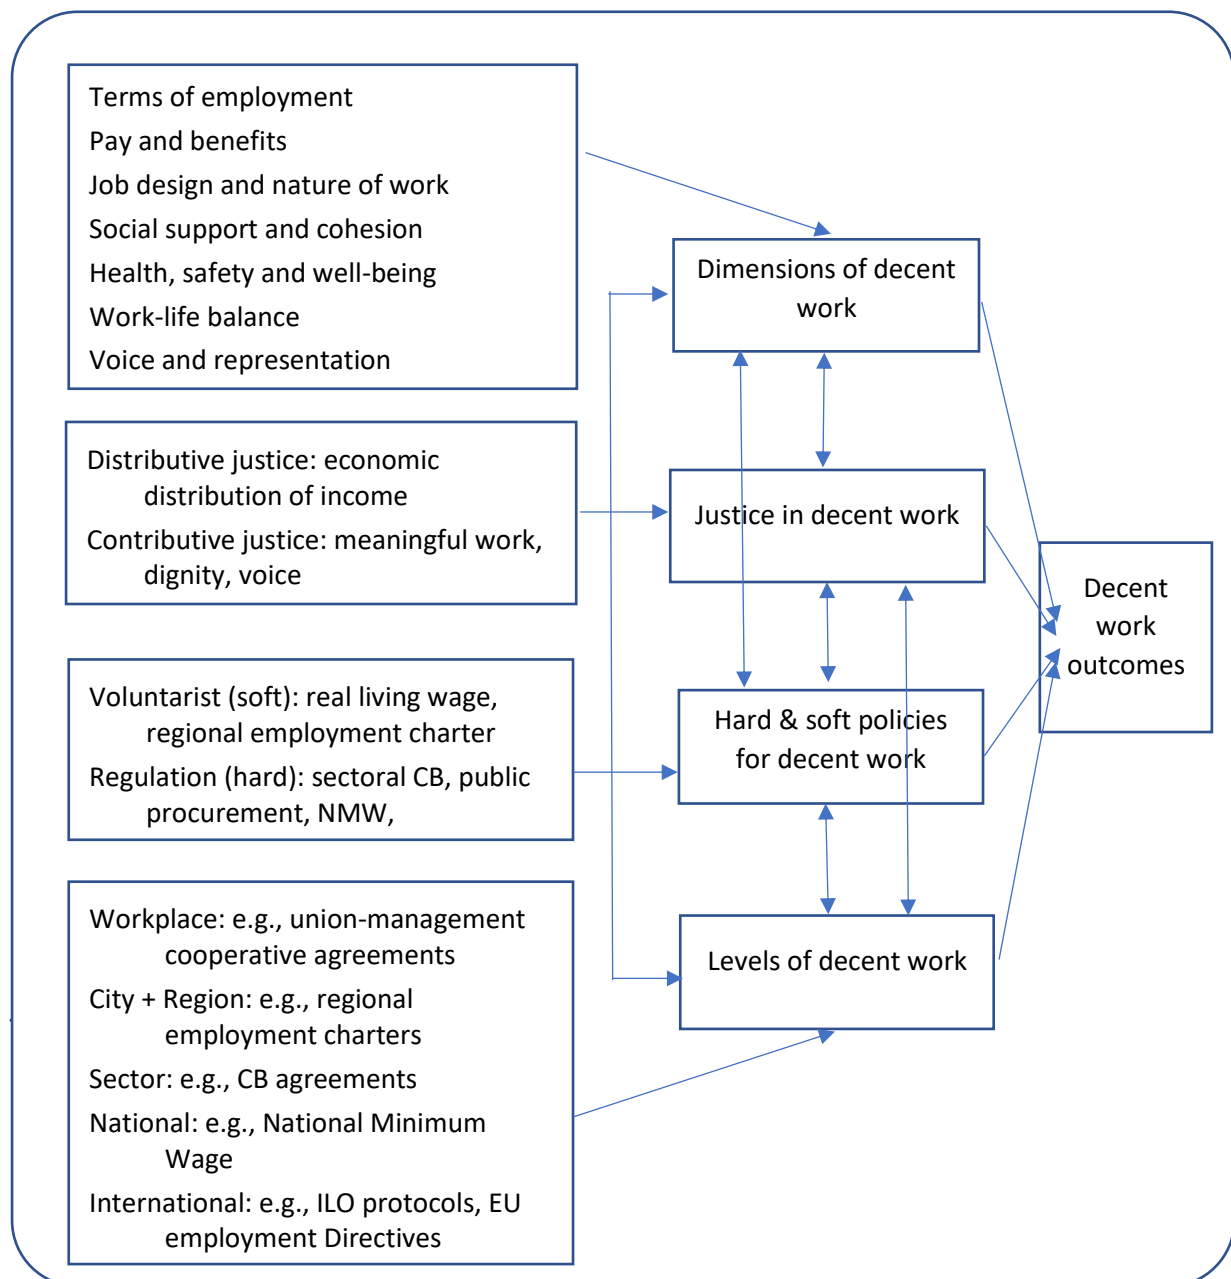 Terms of employment
Pay and benefits
Job design and nature of work
Social support and cohesion
Health, safety and well-being
Work-life balance
Voice and representation
Distributive justice: economic
distribution of income
Contributive justice: meaningful work,
dignity, voice
Voluntarist (soft): real living wage,
regional employment charter
Regulation (hard): sectoral CB, public
procurement, NMW,
Workplace: e.g., union-management
cooperative agreements
City + Region: e.g., regional
employment charters
Sector: e.g., CB agreements
National: e.g., National Minimum
Wage
International: e.g., ILO protocols, EU
employment Directives
Dimensions of decent
work
Justice in decent work
Hard & soft policies
for decent work
Levels of decent work
Decent
work
outcomes